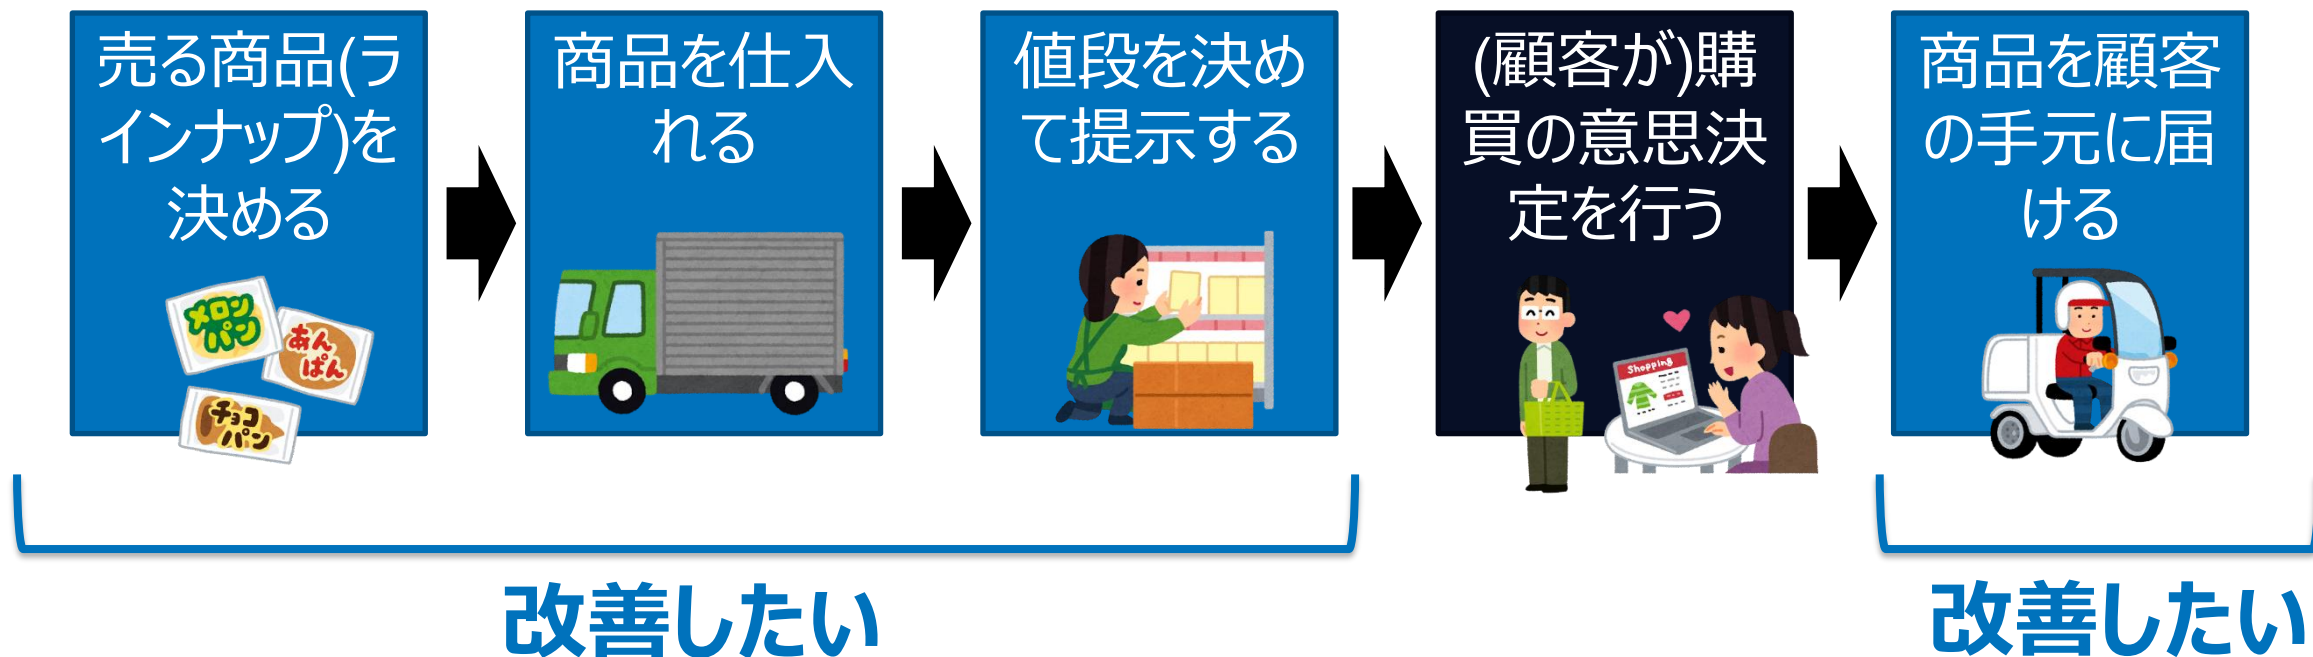 売る商品(ラ
インナップ)を
決める
メロン
パン
あん
ぱん
チョコ
パン
商品を仕入
れる
値段を決め
て提示する
(顧客が)購
買の意思決
定を行う
Shopping
商品を顧客
の手元に届
ける
改善したい
改善したい